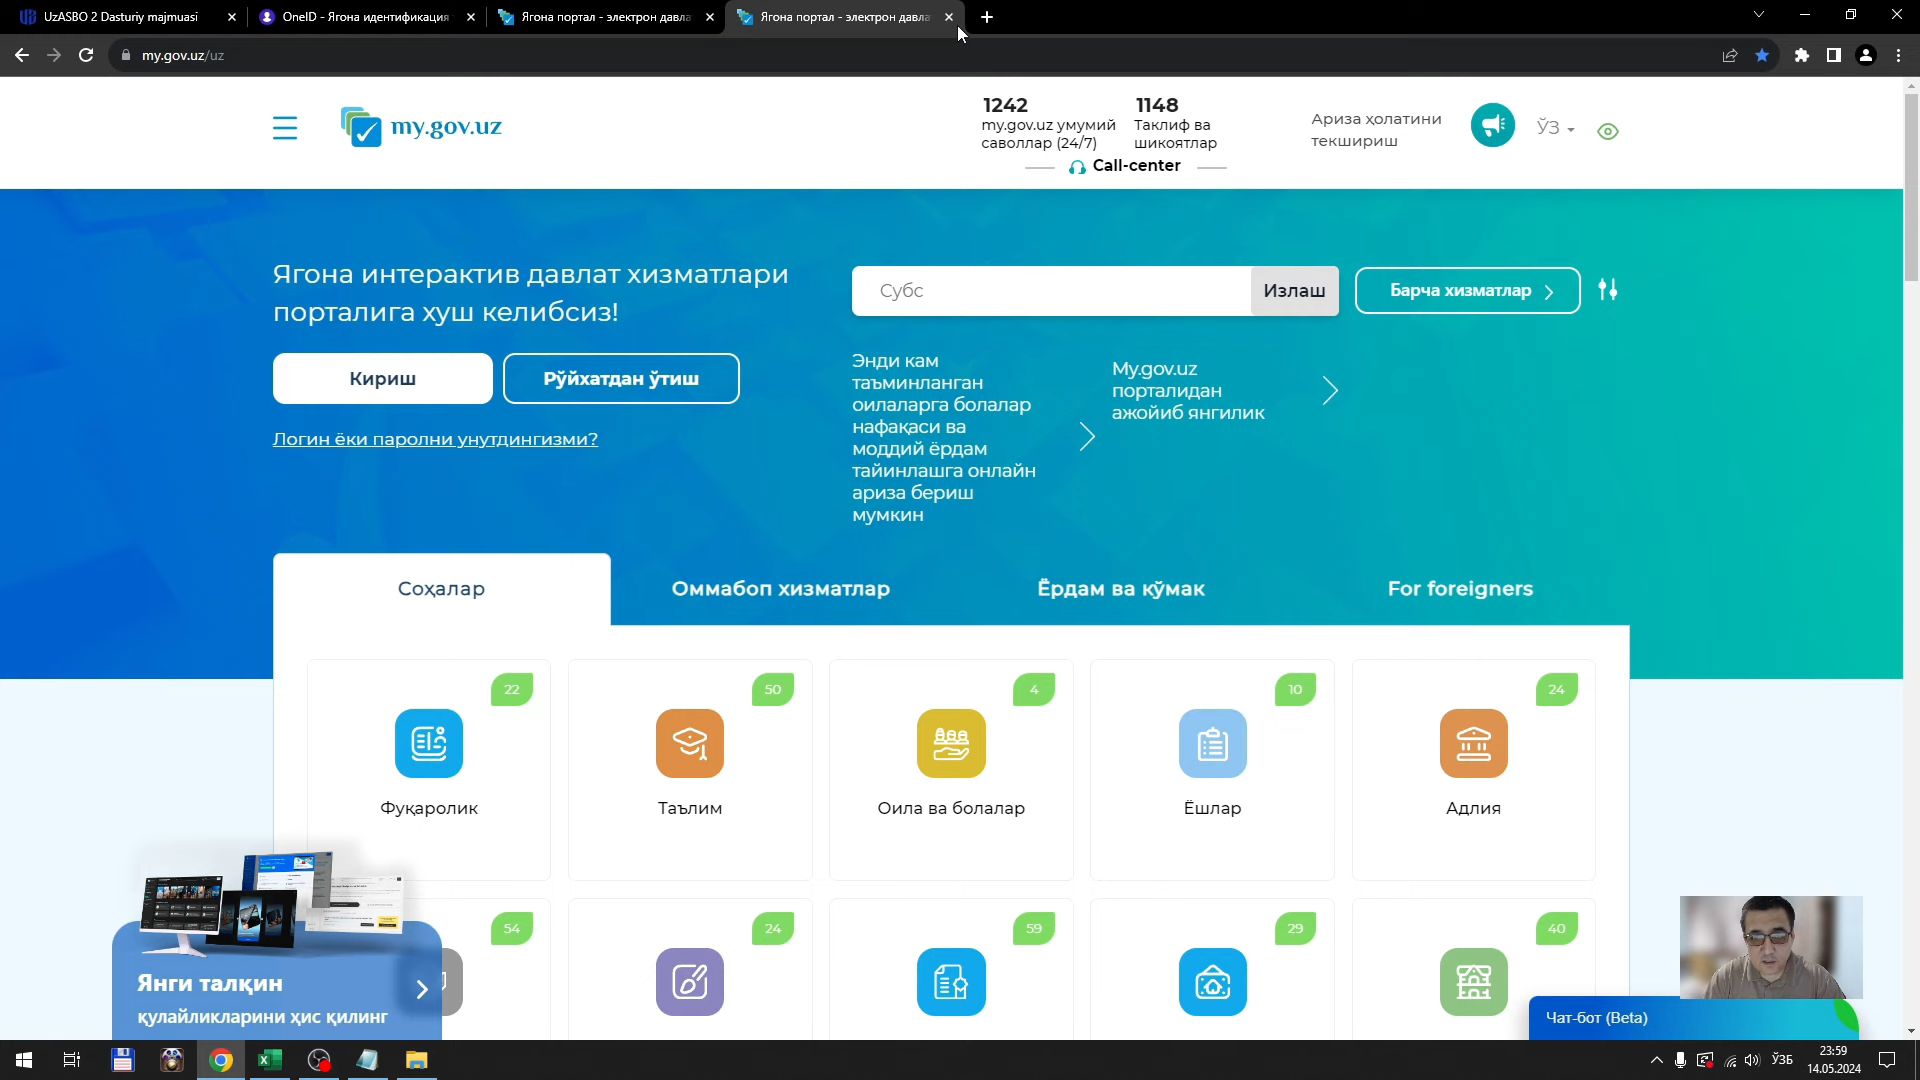 UzASBO 2 Dasturiy majmuasi
OneID - Ягона идентификация
Ягона портал - электрон давла
Ягона портал - электрон давла
my.gov.uz/uz
my.gov.uz
1242
my.gov.uz умумий
саволлар (24/7)
1148
Таклиф ва
шикоятлар
Call-center
Ариза ҳолатини
текшириш
ЎЗ
Ягона интерактив давлат хизматлари
порталига хуш келибсиз!
Субс
Излаш
Барча хизматлар
Кириш
Рўйхатдан ўтиш
Логин ёки паролни унутдингизми?
Энди кам
таъминланган
оилаларга болалар
нафақаси ва
моддий ёрдам
тайинлашга онлайн
ариза бериш
мумкин
My.gov.uz
порталидан
ажойиб янгилик
Соҳалар
Оммабоп хизматлар
Ёрдам ва кўмак
For foreigners
22
50
4
10
24
Фуқаролик
Таълим
Оила ва болалар
Ёшлар
Адлия
54
24
59
29
40
Янги талқин
қулайликларини ҳис қилинг
Чат-бот (Beta)
ЎЗБ
23:59
14.05.2024